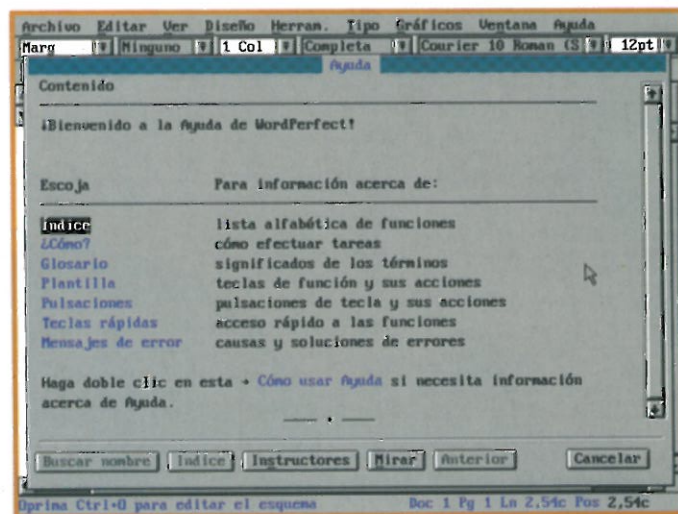 Archivo Editar Ver Diseño Herram. Tipo Gráficos Ventana Ayuda
Marg Ninguno 1 Col Completa Courier 10 Roman (S 12pt
Ayuda
Contenido
¡Bienvenido a la Ayuda de WordPerfect!
Escoja Para información acerca de:
Indice lista alfabética de funciones
¿Cómo? cómo efectuar tareas
Glosario significados de los términos
Plantilla teclas de función y sus acciones
Pulsaciones pulsaciones de tecla y sus acciones
Teclas rápidas acceso rápido a las funciones
Mensajes de error causas y soluciones de errores
Haga doble clic en esta → Cómo usar Ayuda si necesita información
acerca de Ayuda.
Buscar nombre Indice Instructores Mirar Anterior Cancelar
Oprima Ctrl+O para editar el esquema Doc 1 Pg 1 Ln 2,54c Pos 2,54c